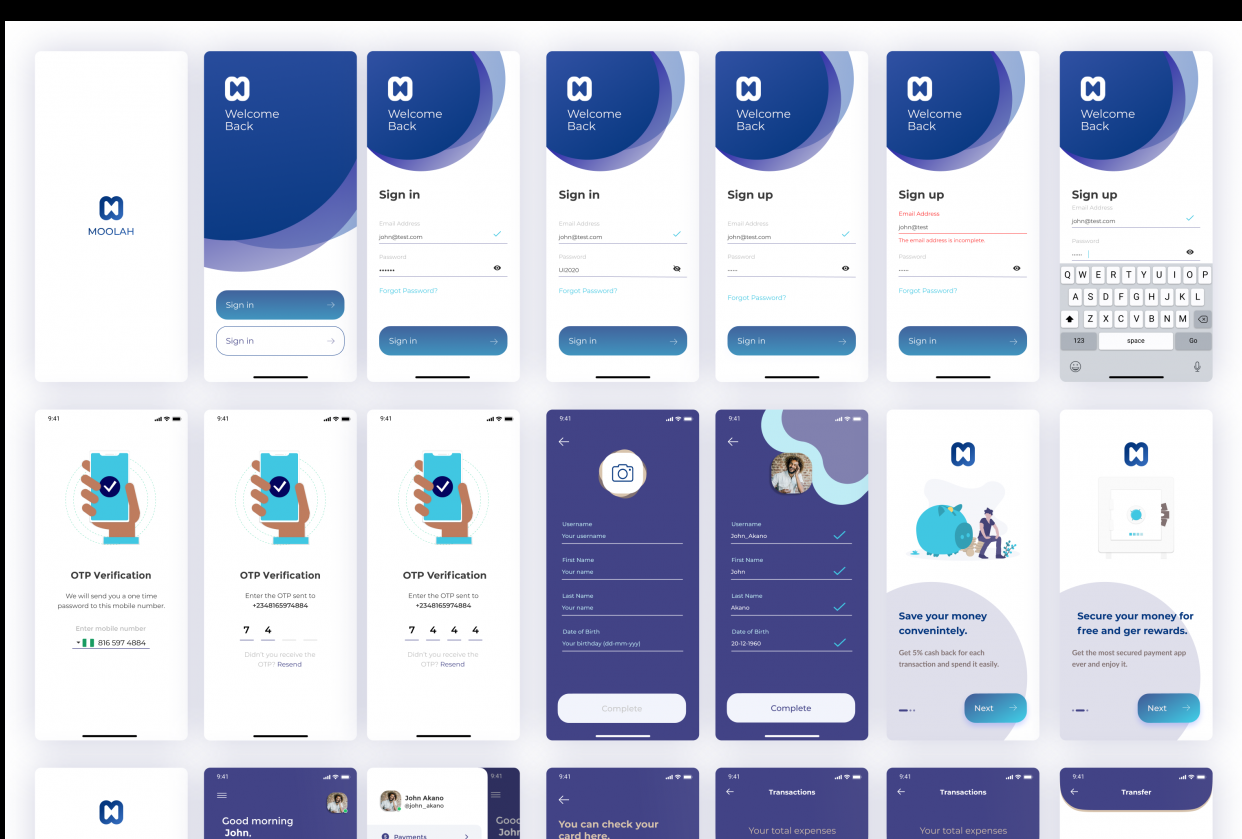 MOOLAH
Welcome
Back
Sign in
Sign in
Welcome
Back
Sign in
Email Address
john@test.com
Password
Forgot Password?
Sign in
Welcome
Back
Sign in
Email Address
john@test.com
Password
UI2020
Forgot Password?
Sign in
Welcome
Back
Sign up
Email Address
john@test.com
Password
Forgot Password?
Sign in
Welcome
Back
Sign up
Email Address
john@test
The email address is incomplete.
Password
Forgot Password?
Sign in
Welcome
Back
Sign up
Email Address
john@test.com
Password
Q W E R T Y U I O P
A S D F G H J K L
Z X C V B N M
123 space Go
9:41
OTP Verification
We will send you a one time
password to this mobile number.
Enter mobile number
816 597 4884
9:41
OTP Verification
Enter the OTP sent to
+2348165974884
7 4
Didn't you receive the
OTP? Resend
9:41
OTP Verification
Enter the OTP sent to
+2348165974884
7 4 4 4
Didn't you receive the
OTP? Resend
9:41
Username
Your username
First Name
Your name
Last Name
Your name
Date of Birth
Your birthday (dd-mm-yyy)
Complete
9:41
Username
John_Akano
First Name
John
Last Name
Akano
Date of Birth
20-12-1960
Complete
Save your money
convenintely.
Get 5% cash back for each
transaction and spend it easily.
Next
Secure your money for
free and ger rewards.
Get the most secured payment app
ever and enjoy it.
Next
9:41
Good morning
John,
John Akano
@john_akano
Payments
9:41
Good
John
9:41
You can check your
card here.
9:41
Transactions
Your total expenses
9:41
Transactions
Your total expenses
9:41
Transfer